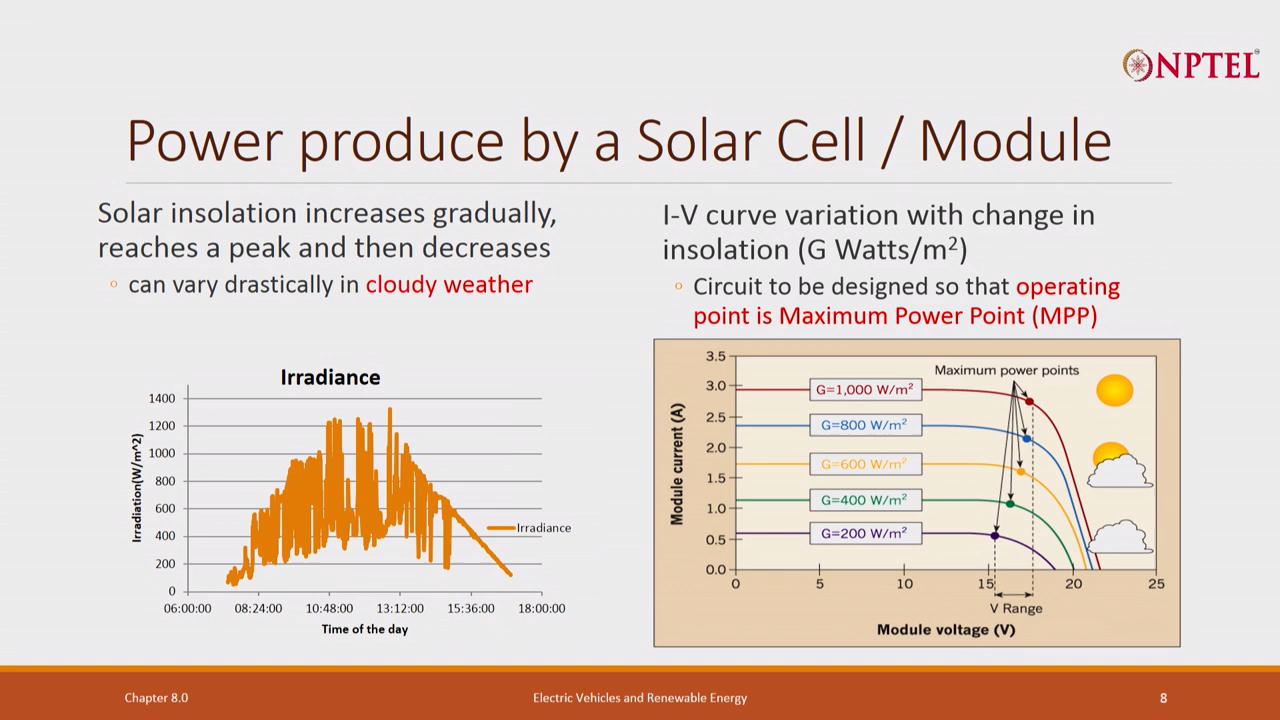 NPTEL
Power produce by a Solar Cell / Module
Solar insolation increases gradually,
reaches a peak and then decreases
◦ can vary drastically in cloudy weather
Irradiance
1400
1200
1000
800
600
400
200
0
Irradiation(W/m^2)
Irradiance
06:00:00 08:24:00 10:48:00 13:12:00 15:36:00 18:00:00
Time of the day
I-V curve variation with change in
insolation (G Watts/m²)
◦ Circuit to be designed so that operating
point is Maximum Power Point (MPP)
Maximum power points
3.5
3.0
2.5
2.0
1.5
1.0
0.5
0.0
Module current (A)
G=1,000 W/m²
G=800 W/m²
G=600 W/m²
G=400 W/m²
G=200 W/m²
0 5 10 15 20 25
V Range
Module voltage (V)
Chapter 8.0
Electric Vehicles and Renewable Energy
8